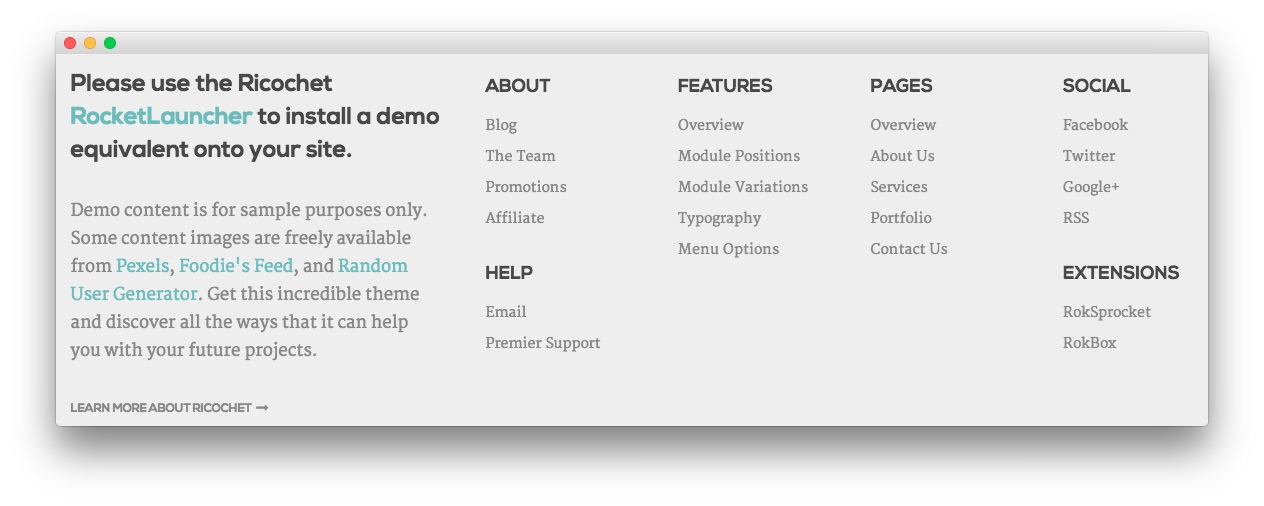 Please use the Ricochet
RocketLauncher to install a demo
equivalent onto your site.
Demo content is for sample purposes only.
Some content images are freely available
from Pexels, Foodie's Feed, and Random
User Generator. Get this incredible theme
and discover all the ways that it can help
you with your future projects.
LEARN MORE ABOUT RICOCHET →
ABOUT
Blog
The Team
Promotions
Affiliate
HELP
Email
Premier Support
FEATURES
Overview
Module Positions
Module Variations
Typography
Menu Options
PAGES
Overview
About Us
Services
Portfolio
Contact Us
SOCIAL
Facebook
Twitter
Google+
RSS
EXTENSIONS
RokSprocket
RokBox